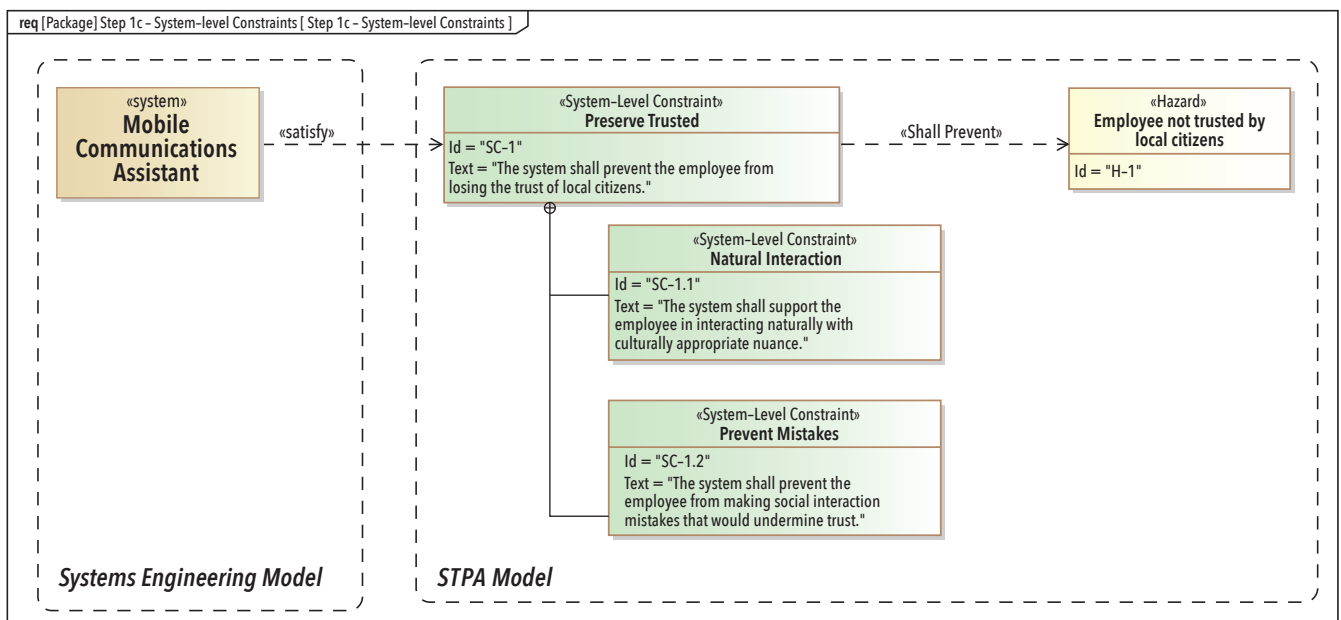 req [Package] Step 1c – System–level Constraints [ Step 1c – System–level Constraints ]
«system»
Mobile
Communications
Assistant
«satisfy»
«System–Level Constraint»
Preserve Trusted
Id = "SC–1"
Text = "The system shall prevent the employee from
losing the trust of local citizens."
«Shall Prevent»
«Hazard»
Employee not trusted by
local citizens
Id = "H–1"
«System–Level Constraint»
Natural Interaction
Id = "SC–1.1"
Text = "The system shall support the
employee in interacting naturally with
culturally appropriate nuance."
«System–Level Constraint»
Prevent Mistakes
Id = "SC–1.2"
Text = "The system shall prevent the
employee from making social interaction
mistakes that would undermine trust."
Systems Engineering Model
STPA Model